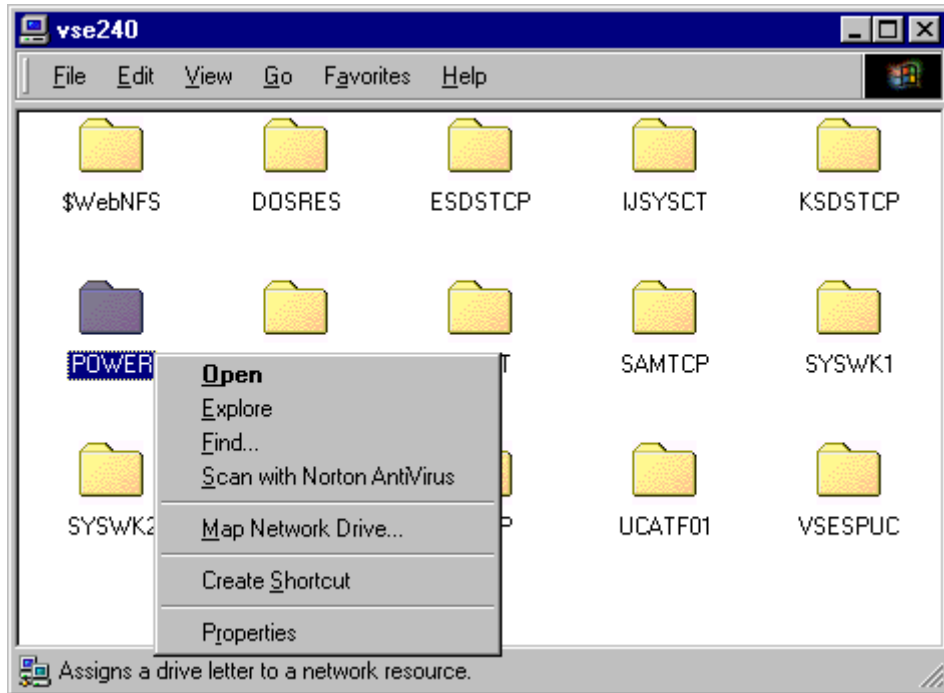 vse240
File Edit View Go Favorites Help
$WebNFS DOSRES ESDSTCP IJSYSCT KSDSTCP
POWER SAMTCP SYSWK1
Open
Explore
Find...
Scan with Norton AntiVirus
SYSWK2 UCATF01 VSESPUC
Map Network Drive...
Create Shortcut
Properties
Assigns a drive letter to a network resource.